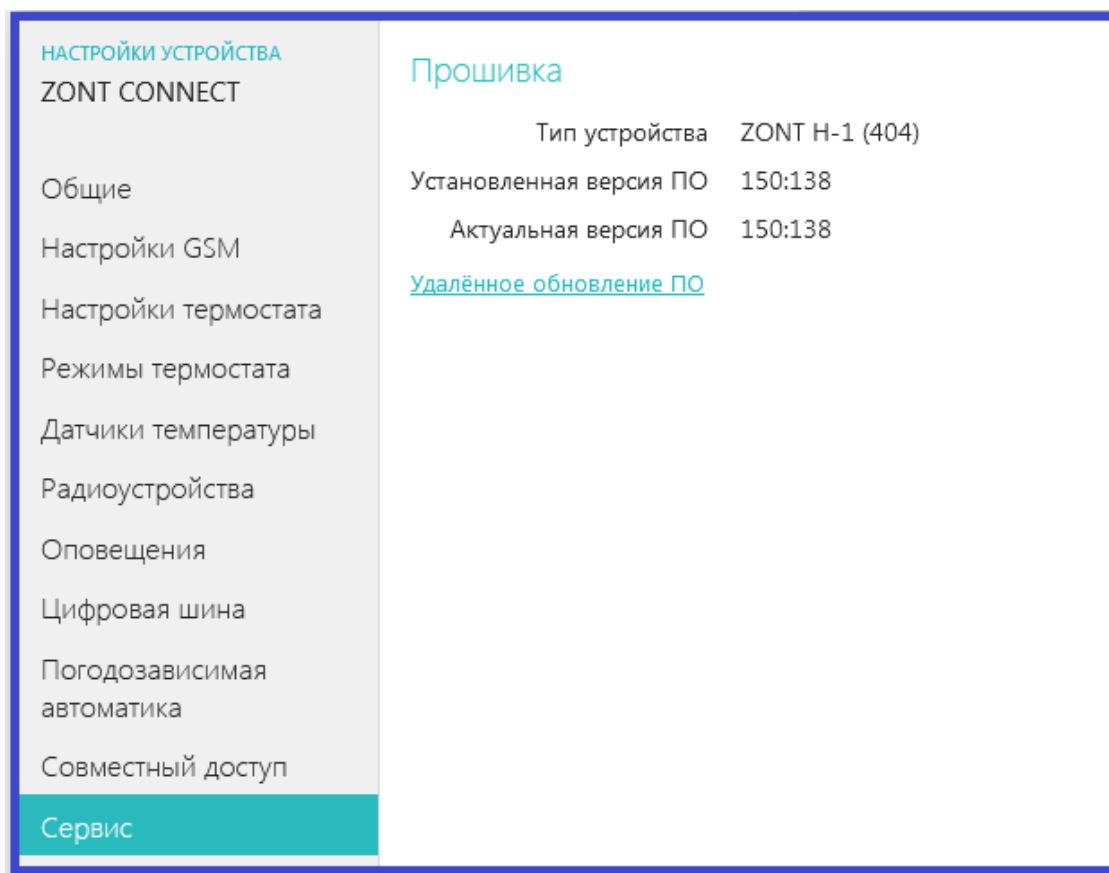 НАСТРОЙКИ УСТРОЙСТВА
ZONT CONNECT
Общие
Настройки GSM
Настройки термостата
Режимы термостата
Датчики температуры
Радиоустройства
Оповещения
Цифровая шина
Погодозависимая
автоматика
Совместный доступ
Сервис
Прошивка
Тип устройства ZONT H-1 (404)
Установленная версия ПО 150:138
Актуальная версия ПО 150:138
Удалённое обновление ПО